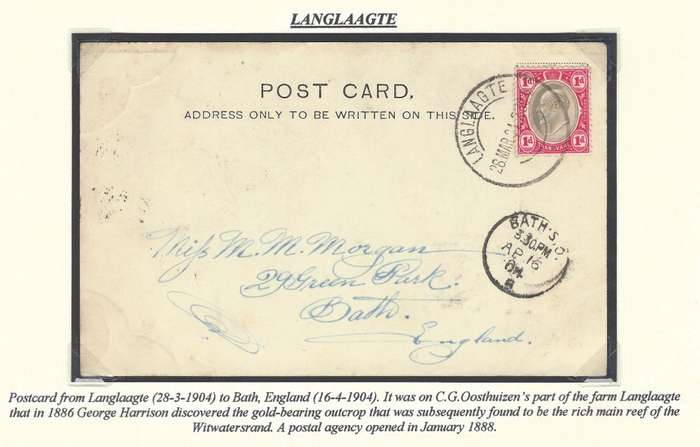 LANGLAAGTE
POST CARD.
ADDRESS ONLY TO BE WRITTEN ON THIS SIDE.
LANGLAAGTE
28 MAR 04
1d 1d
1d 1d
BATH·S.O.
3.30PM
AP 16
04
Miss M. M. Morgan
29 Green Park.
Bath.
England.
Postcard from Langlaagte (28-3-1904) to Bath, England (16-4-1904). It was on C.G.Oosthuizen's part of the farm Langlaagte
that in 1886 George Harrison discovered the gold-bearing outcrop that was subsequently found to be the rich main reef of the
Witwatersrand. A postal agency opened in January 1888.